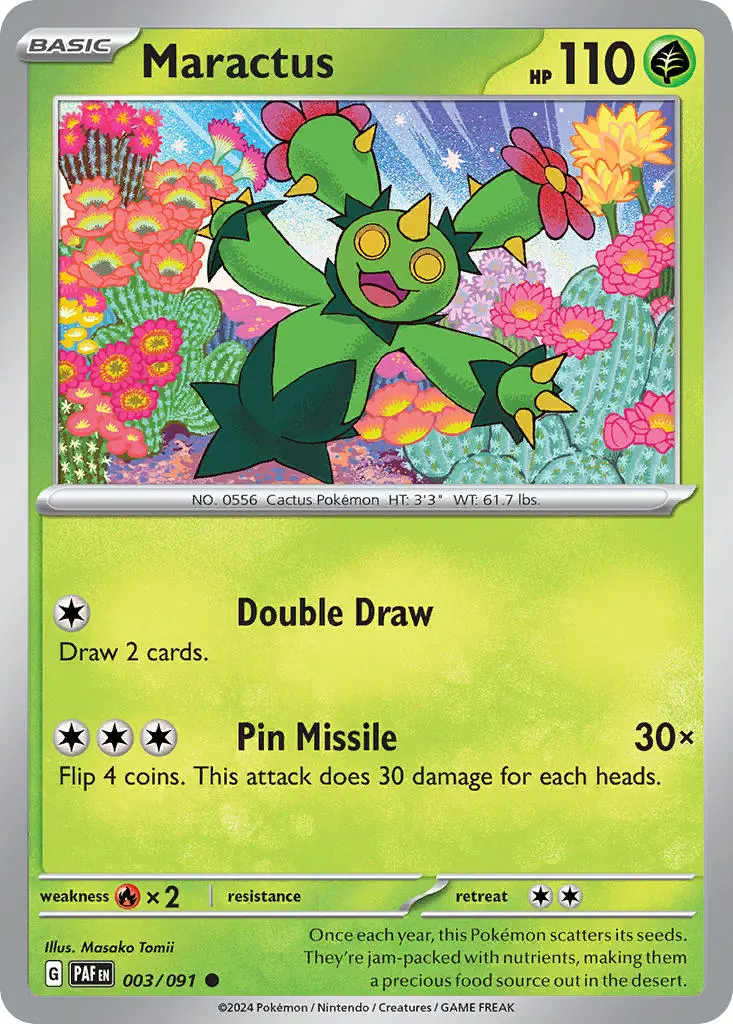 BASIC
Maractus
HP 110
NO. 0556 Cactus Pokémon HT: 3'3" WT: 61.7 lbs.
Double Draw
Draw 2 cards.
Pin Missile 30×
Flip 4 coins. This attack does 30 damage for each heads.
weakness ×2 resistance retreat
Illus. Masako Tomii
Once each year, this Pokémon scatters its seeds.
They're jam-packed with nutrients, making them
a precious food source out in the desert.
G PAF EN 003/091
©2024 Pokémon / Nintendo / Creatures / GAME FREAK